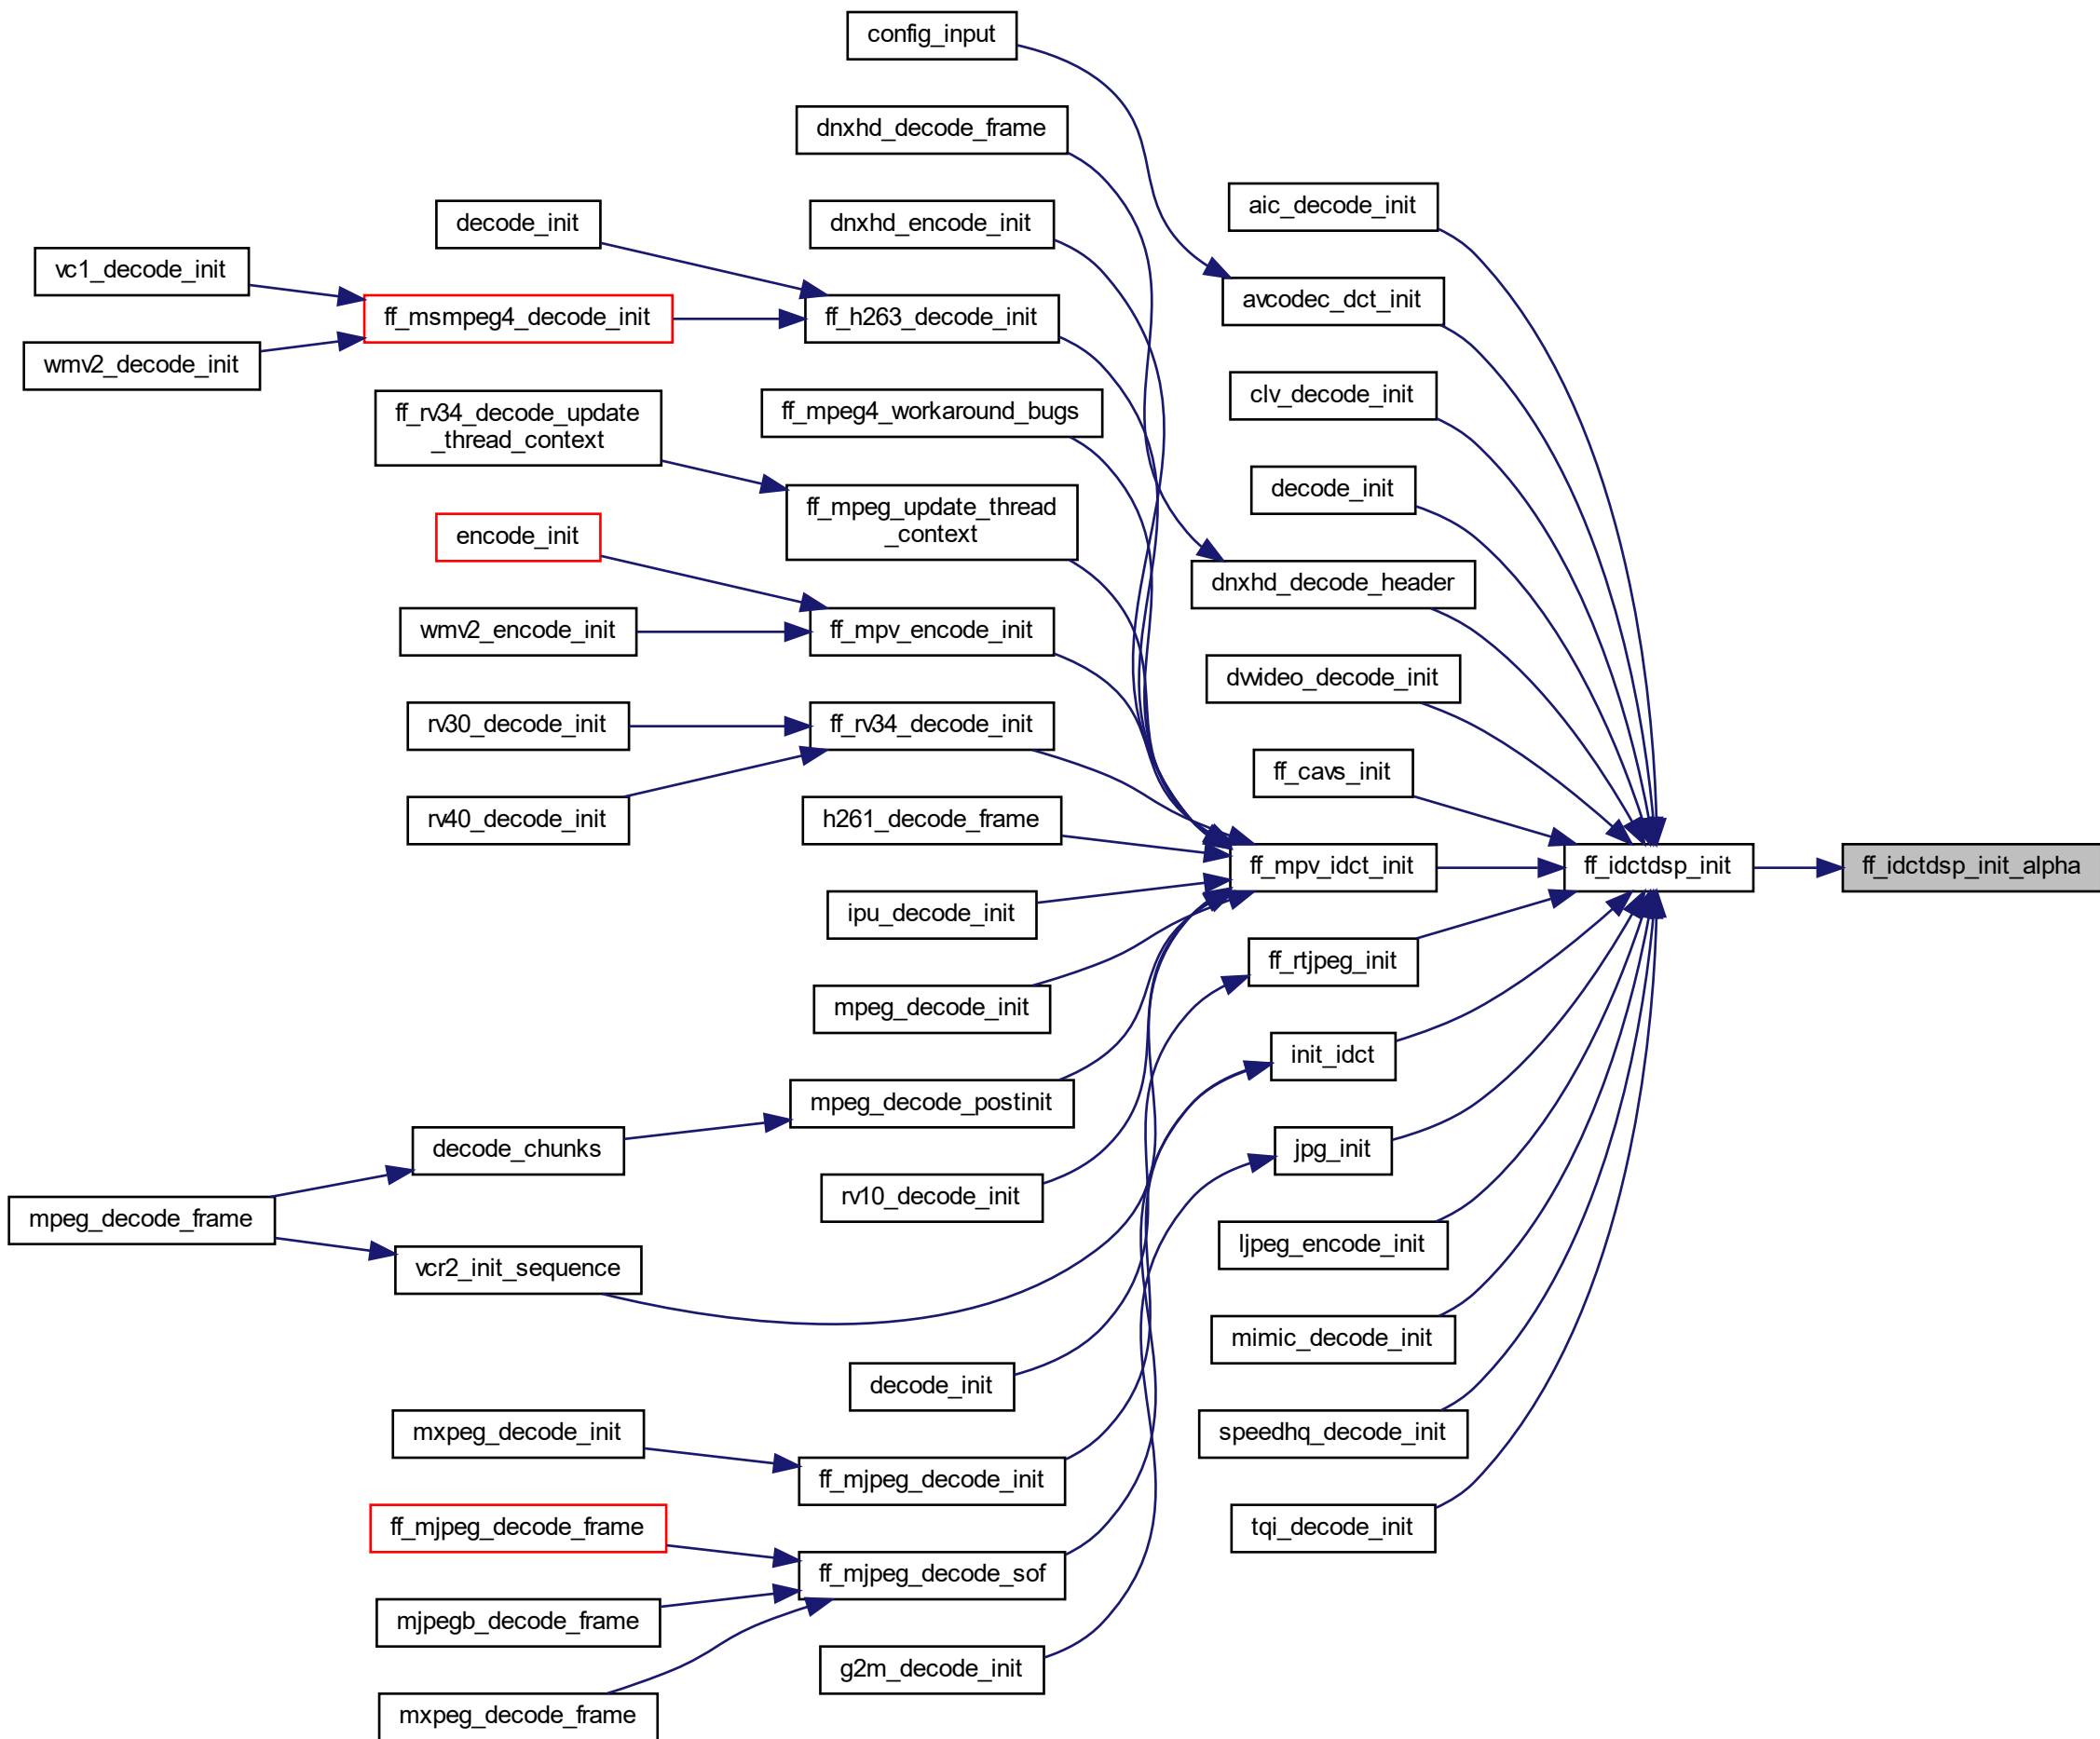 config_input
dnxhd_decode_frame
aic_decode_init
decode_init
dnxhd_encode_init
vc1_decode_init
avcodec_dct_init
ff_msmpeg4_decode_init
ff_h263_decode_init
wmv2_decode_init
clv_decode_init
ff_rv34_decode_update
_thread_context
ff_mpeg4_workaround_bugs
decode_init
ff_mpeg_update_thread
_context
encode_init
dnxhd_decode_header
wmv2_encode_init
ff_mpv_encode_init
dvvideo_decode_init
rv30_decode_init
ff_rv34_decode_init
ff_cavs_init
rv40_decode_init
h261_decode_frame
ff_mpv_idct_init
ff_idctdsp_init
ff_idctdsp_init_alpha
ipu_decode_init
ff_rtjpeg_init
mpeg_decode_init
init_idct
mpeg_decode_postinit
decode_chunks
jpg_init
rv10_decode_init
mpeg_decode_frame
ljpeg_encode_init
vcr2_init_sequence
mimic_decode_init
decode_init
mxpeg_decode_init
speedhq_decode_init
ff_mjpeg_decode_init
ff_mjpeg_decode_frame
tqi_decode_init
ff_mjpeg_decode_sof
mjpegb_decode_frame
g2m_decode_init
mxpeg_decode_frame